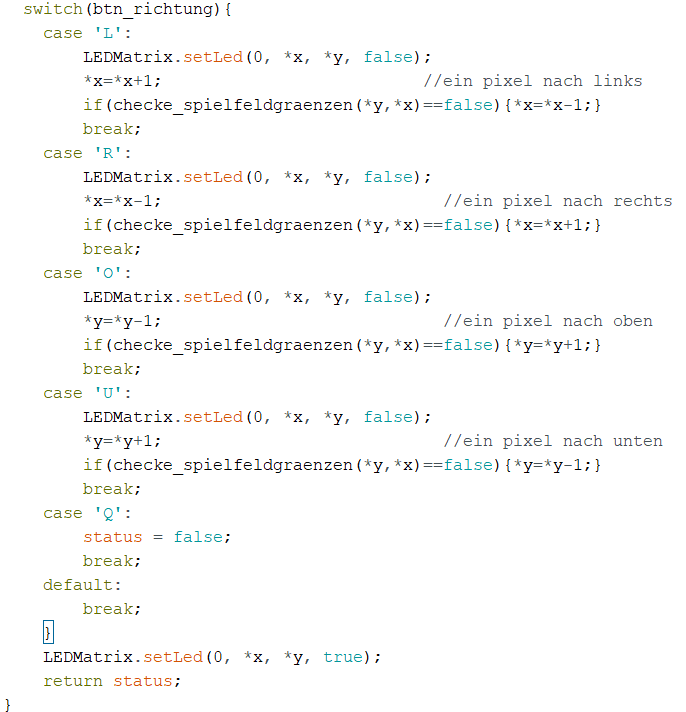 switch(btn_richtung){
case 'L':
LEDMatrix.setLed(0, *x, *y, false);
*x=*x+1; //ein pixel nach links
if(checke_spielfeldgraenzen(*y,*x)==false){*x=*x-1;}
break;
case 'R':
LEDMatrix.setLed(0, *x, *y, false);
*x=*x-1; //ein pixel nach rechts
if(checke_spielfeldgraenzen(*y,*x)==false){*x=*x+1;}
break;
case 'O':
LEDMatrix.setLed(0, *x, *y, false);
*y=*y-1; //ein pixel nach oben
if(checke_spielfeldgraenzen(*y,*x)==false){*y=*y+1;}
break;
case 'U':
LEDMatrix.setLed(0, *x, *y, false);
*y=*y+1; //ein pixel nach unten
if(checke_spielfeldgraenzen(*y,*x)==false){*y=*y-1;}
break;
case 'Q':
status = false;
break;
default:
break;
}
LEDMatrix.setLed(0, *x, *y, true);
return status;
}